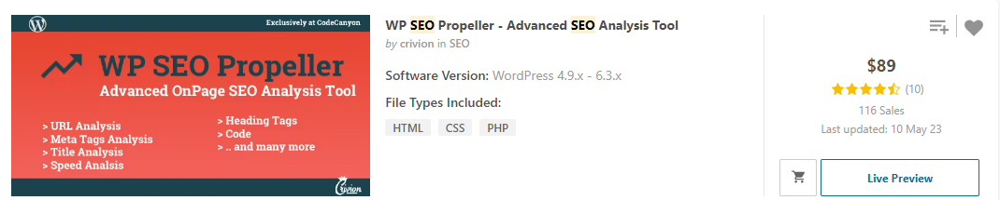 Exclusively at CodeCanyon
WP SEO Propeller
Advanced OnPage SEO Analysis Tool
> URL Analysis
> Meta Tags Analysis
> Title Analysis
> Speed Analsis
> Heading Tags
> Code
> .. and many more
Crivion
WP SEO Propeller - Advanced SEO Analysis Tool
by crivion in SEO
Software Version: WordPress 4.9.x - 6.3.x
File Types Included:
HTML CSS PHP
$89
(10)
116 Sales
Last updated: 10 May 23
Live Preview